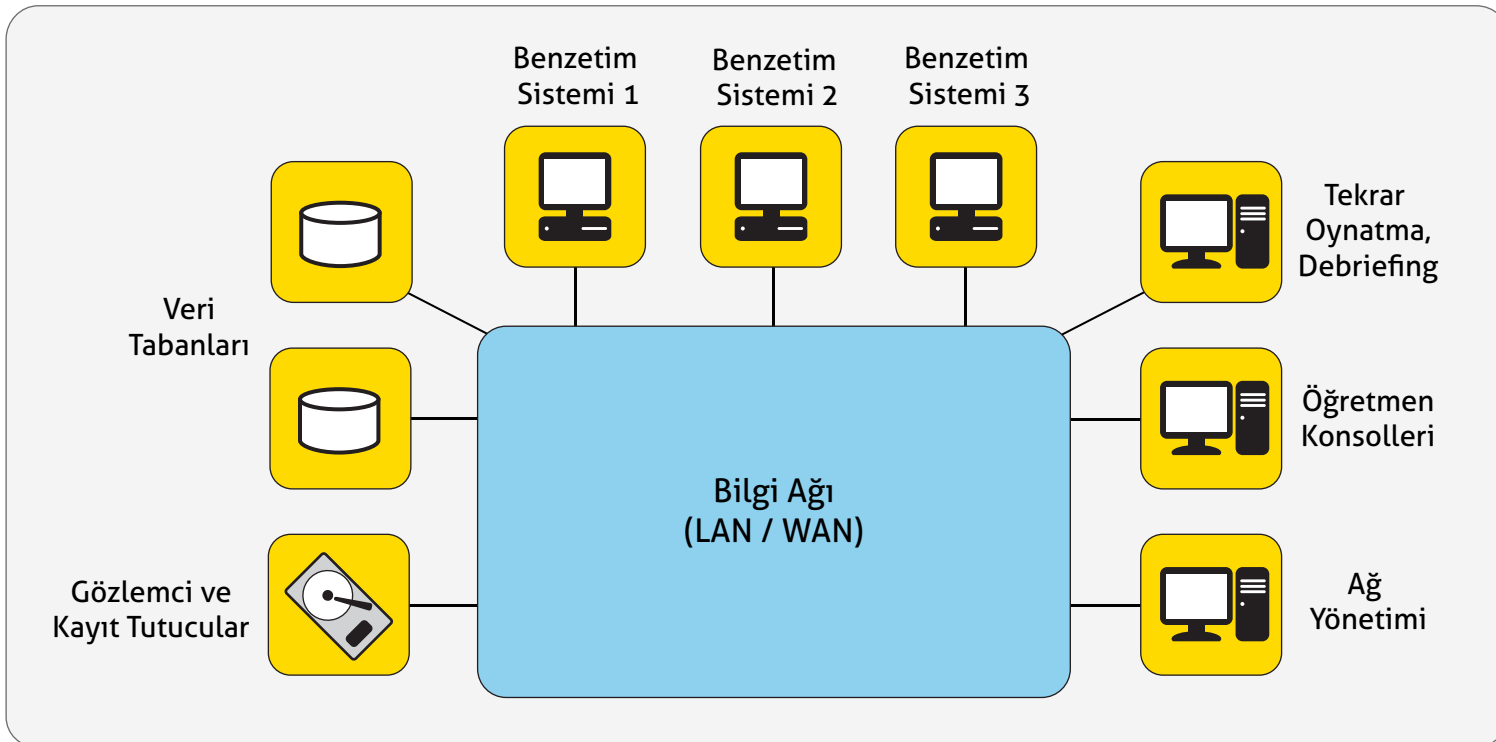 Benzetim
Sistemi 1
Benzetim
Sistemi 2
Benzetim
Sistemi 3
Tekrar
Oynatma,
Debriefing
Veri
Tabanları
Öğretmen
Konsolleri
Bilgi Ağı
(LAN / WAN)
Gözlemci ve
Kayıt Tutucular
Ağ
Yönetimi